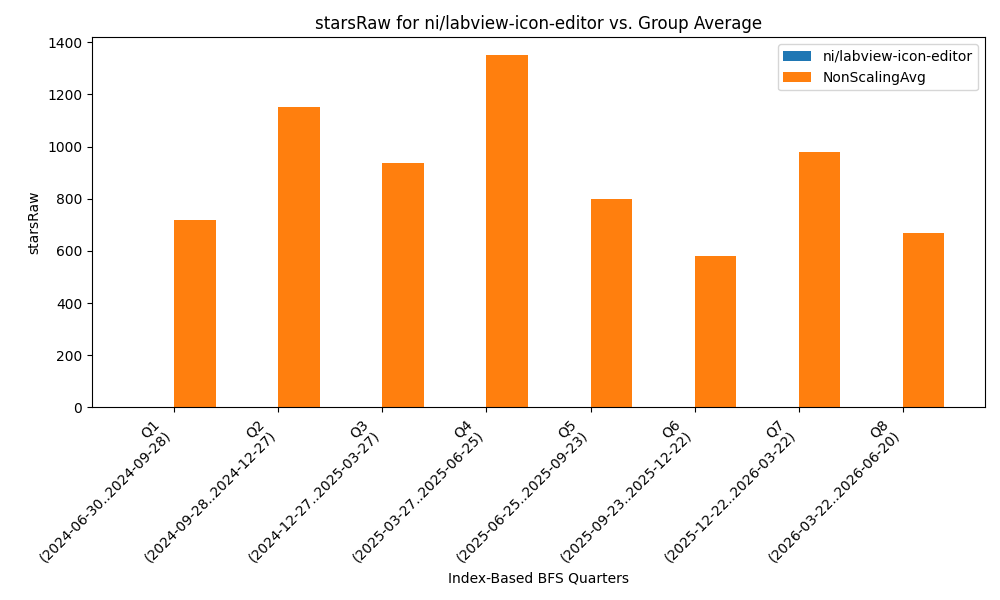 starsRaw for ni/labview-icon-editor vs. Group Average
ni/labview-icon-editor
NonScalingAvg
starsRaw
1400
1200
1000
800
600
400
200
0
Q1
(2024-06-30..2024-09-28)
Q2
(2024-09-28..2024-12-27)
Q3
(2024-12-27..2025-03-27)
Q4
(2025-03-27..2025-06-25)
Q5
(2025-06-25..2025-09-23)
Q6
(2025-09-23..2025-12-22)
Q7
(2025-12-22..2026-03-22)
Q8
(2026-03-22..2026-06-20)
Index-Based BFS Quarters